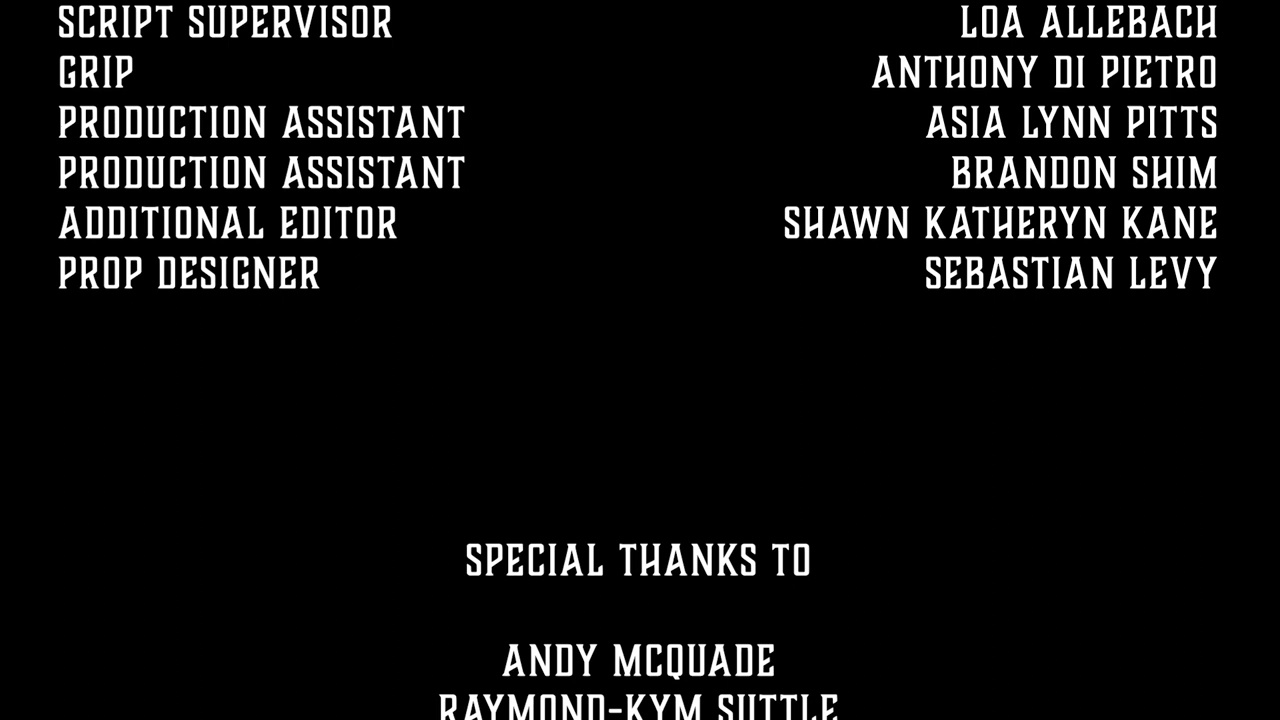 SCRIPT SUPERVISOR LOA ALLEBACH
GRIP ANTHONY DI PIETRO
PRODUCTION ASSISTANT ASIA LYNN PITTS
PRODUCTION ASSISTANT BRANDON SHIM
ADDITIONAL EDITOR SHAWN KATHERYN KANE
PROP DESIGNER SEBASTIAN LEVY
SPECIAL THANKS TO
ANDY MCQUADE
RAYMOND-KYM SUTTLE